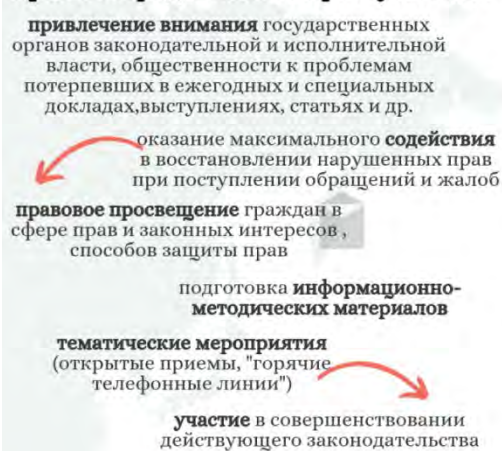 привлечение внимания государственных
органов законодательной и исполнительной
власти, общественности к проблемам
потерпевших в ежегодных и специальных
докладах,выступлениях, статьях и др.
оказание максимального содействия
в восстановлении нарушенных прав
при поступлении обращений и жалоб
правовое просвещение граждан в
сфере прав и законных интересов ,
способов защиты прав
подготовка информационно-
методических материалов
тематические мероприятия
(открытые приемы, "горячие
телефонные линии")
участие в совершенствовании
действующего законодательства